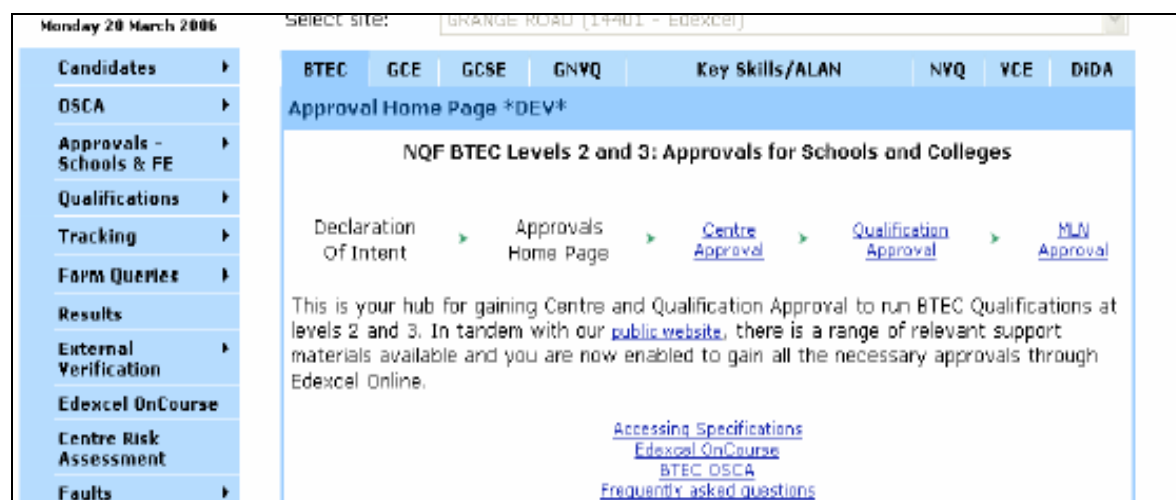 Monday 20 March 2006
Select site:
GRANGE ROAD (14401 - Edexcel)
Candidates
OSCA
Approvals -
Schools & FE
Qualifications
Tracking
Form Queries
Results
External
Verification
Edexcel OnCourse
Centre Risk
Assessment
Faults
BTEC GCE GCSE GNVQ Key Skills/ALAN NVQ VCE DiDA
Approval Home Page *DEV*
NQF BTEC Levels 2 and 3: Approvals for Schools and Colleges
Declaration
Of Intent
Approvals
Home Page
Centre
Approval
Qualification
Approval
MLN
Approval
This is your hub for gaining Centre and Qualification Approval to run BTEC Qualifications at
levels 2 and 3. In tandem with our public website, there is a range of relevant support
materials available and you are now enabled to gain all the necessary approvals through
Edexcel Online.
Accessing Specifications
Edexcel OnCourse
BTEC OSCA
Frequently asked questions